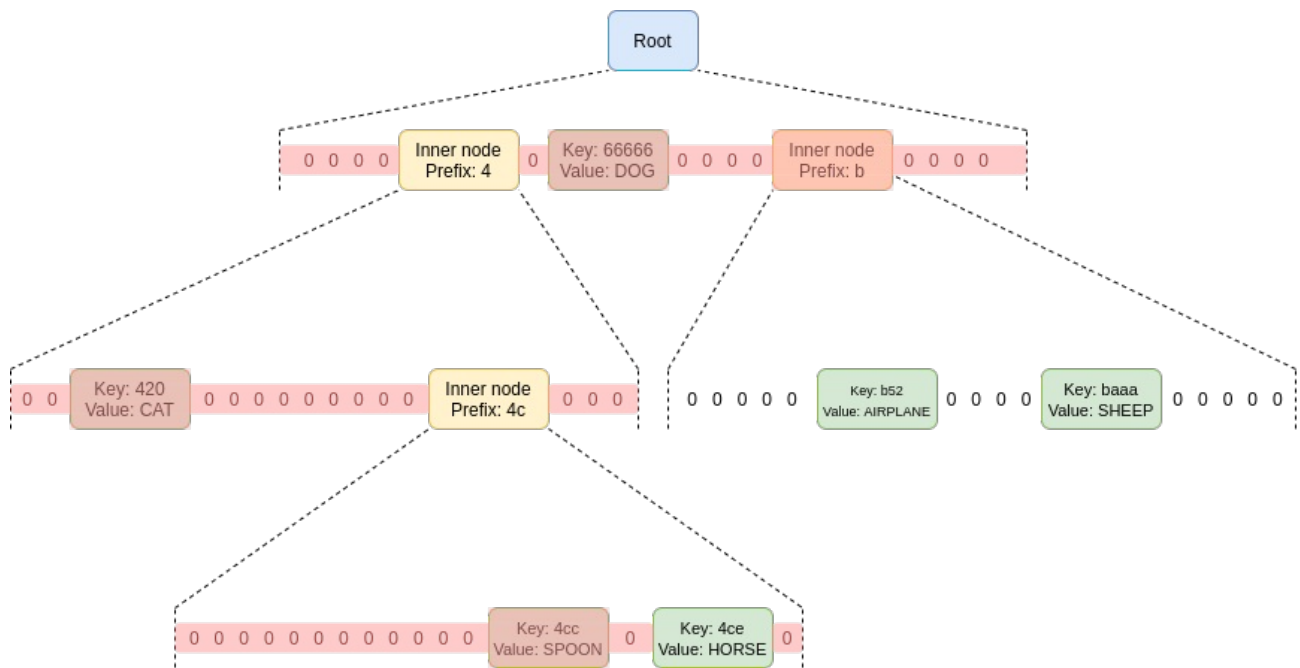 Root
0 0 0 0
Inner node
Prefix: 4
0
Key: 66666
Value: DOG
0 0 0 0
Inner node
Prefix: b
0 0 0 0
0 0
Key: 420
Value: CAT
0 0 0 0 0 0 0 0 0
Inner node
Prefix: 4c
0 0 0
0 0 0 0 0
Key: b52
Value: AIRPLANE
0 0 0 0
Key: baaa
Value: SHEEP
0 0 0 0 0
0 0 0 0 0 0 0 0 0 0 0 0
Key: 4cc
Value: SPOON
0
Key: 4ce
Value: HORSE
0